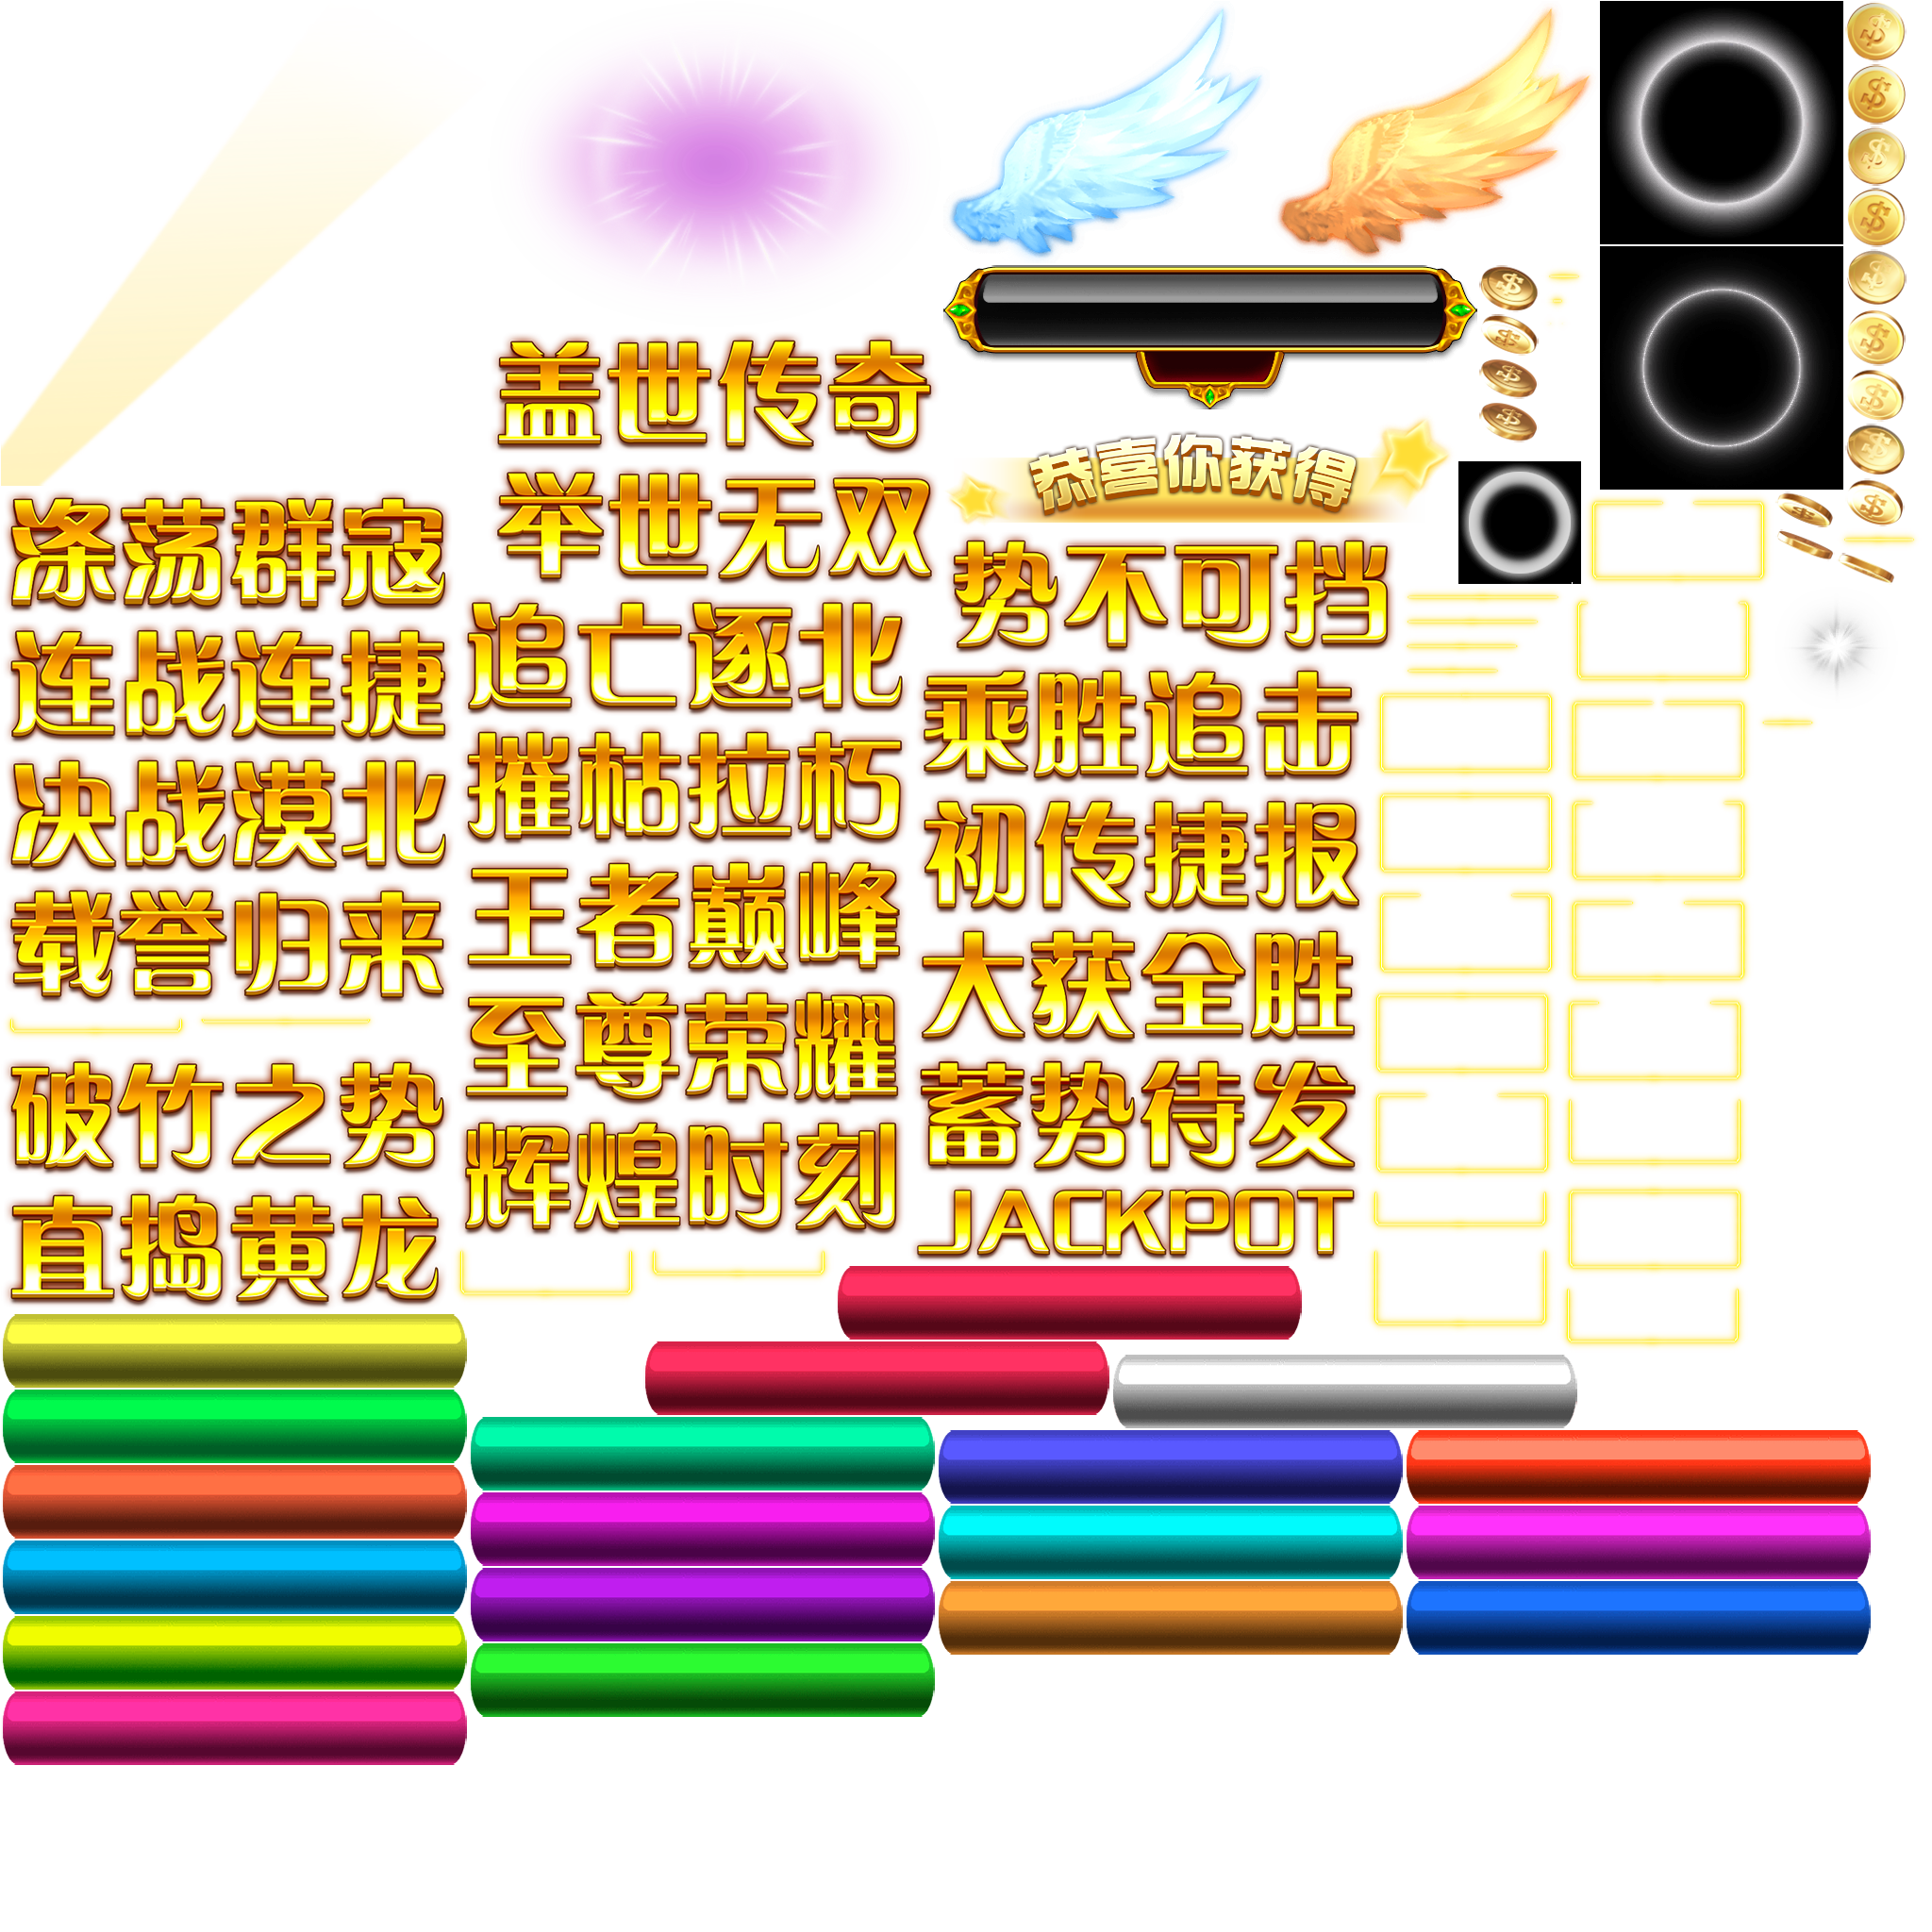 盖世传奇
举世无双
恭喜你获得
涤荡群寇
连战连捷
决战漠北
载誉归来
破竹之势
直捣黄龙
追亡逐北
摧枯拉朽
王者巅峰
至尊荣耀
辉煌时刻
势不可挡
乘胜追击
初传捷报
大获全胜
蓄势待发
JACKPOT